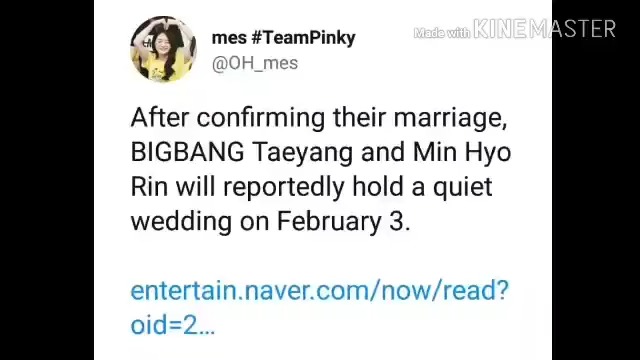 mes #TeamPinky
Made with KINEMASTER
@OH_mes
After confirming their marriage,
BIGBANG Taeyang and Min Hyo
Rin will reportedly hold a quiet
wedding on February 3.
entertain.naver.com/now/read?
oid=2...